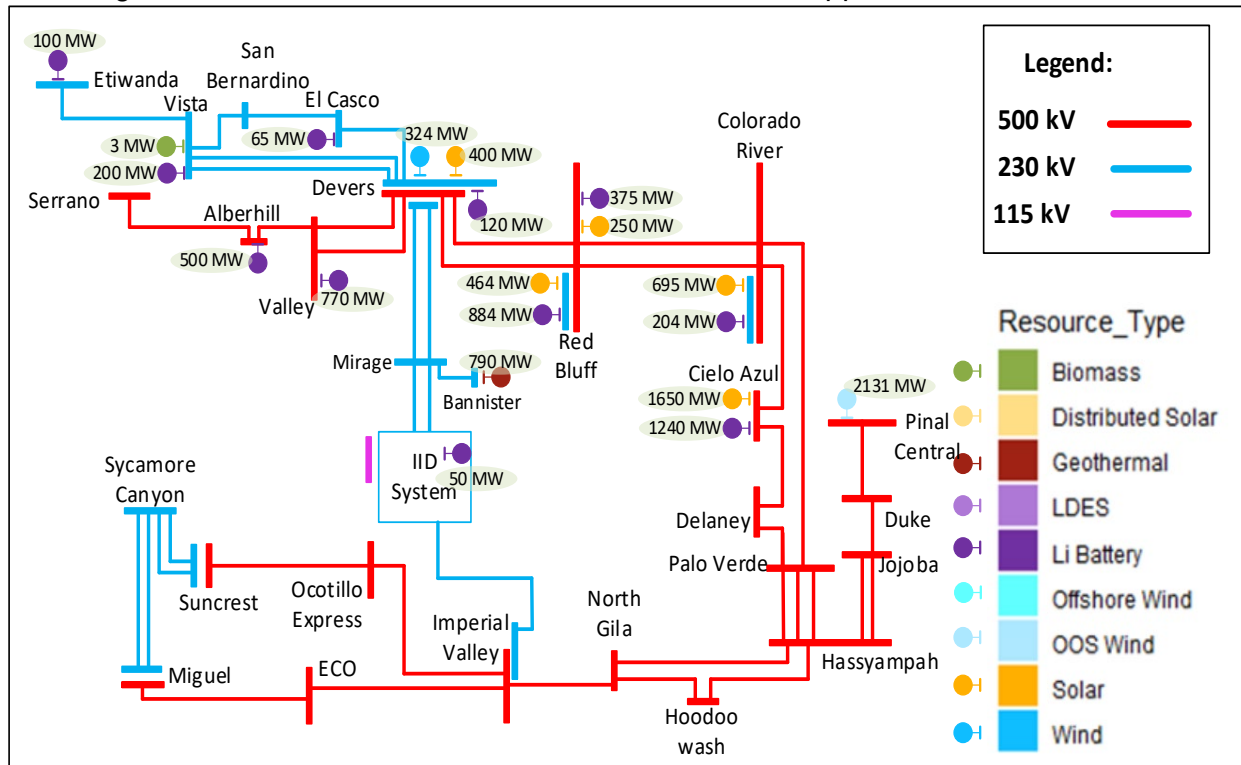 100 MW
Etiwanda
San
Bernardino
Vista
El Casco
3 MW
65 MW
324 MW
400 MW
200 MW
Devers
Serrano
Alberhill
120 MW
500 MW
Valley
770 MW
375 MW
250 MW
464 MW
884 MW
Red
Bluff
Colorado
River
695 MW
204 MW
Mirage
790 MW
Bannister
Cielo Azul
1650 MW
1240 MW
2131 MW
Pinal
Central
IID
System
50 MW
Sycamore
Canyon
Delaney
Duke
Palo Verde
Jojoba
Suncrest
Ocotillo
Express
Imperial
Valley
North
Gila
Hassyampah
Miguel
ECO
Hoodoo
wash
Legend:
500 kV
230 kV
115 kV
Resource_Type
Biomass
Distributed Solar
Geothermal
LDES
Li Battery
Offshore Wind
OOS Wind
Solar
Wind